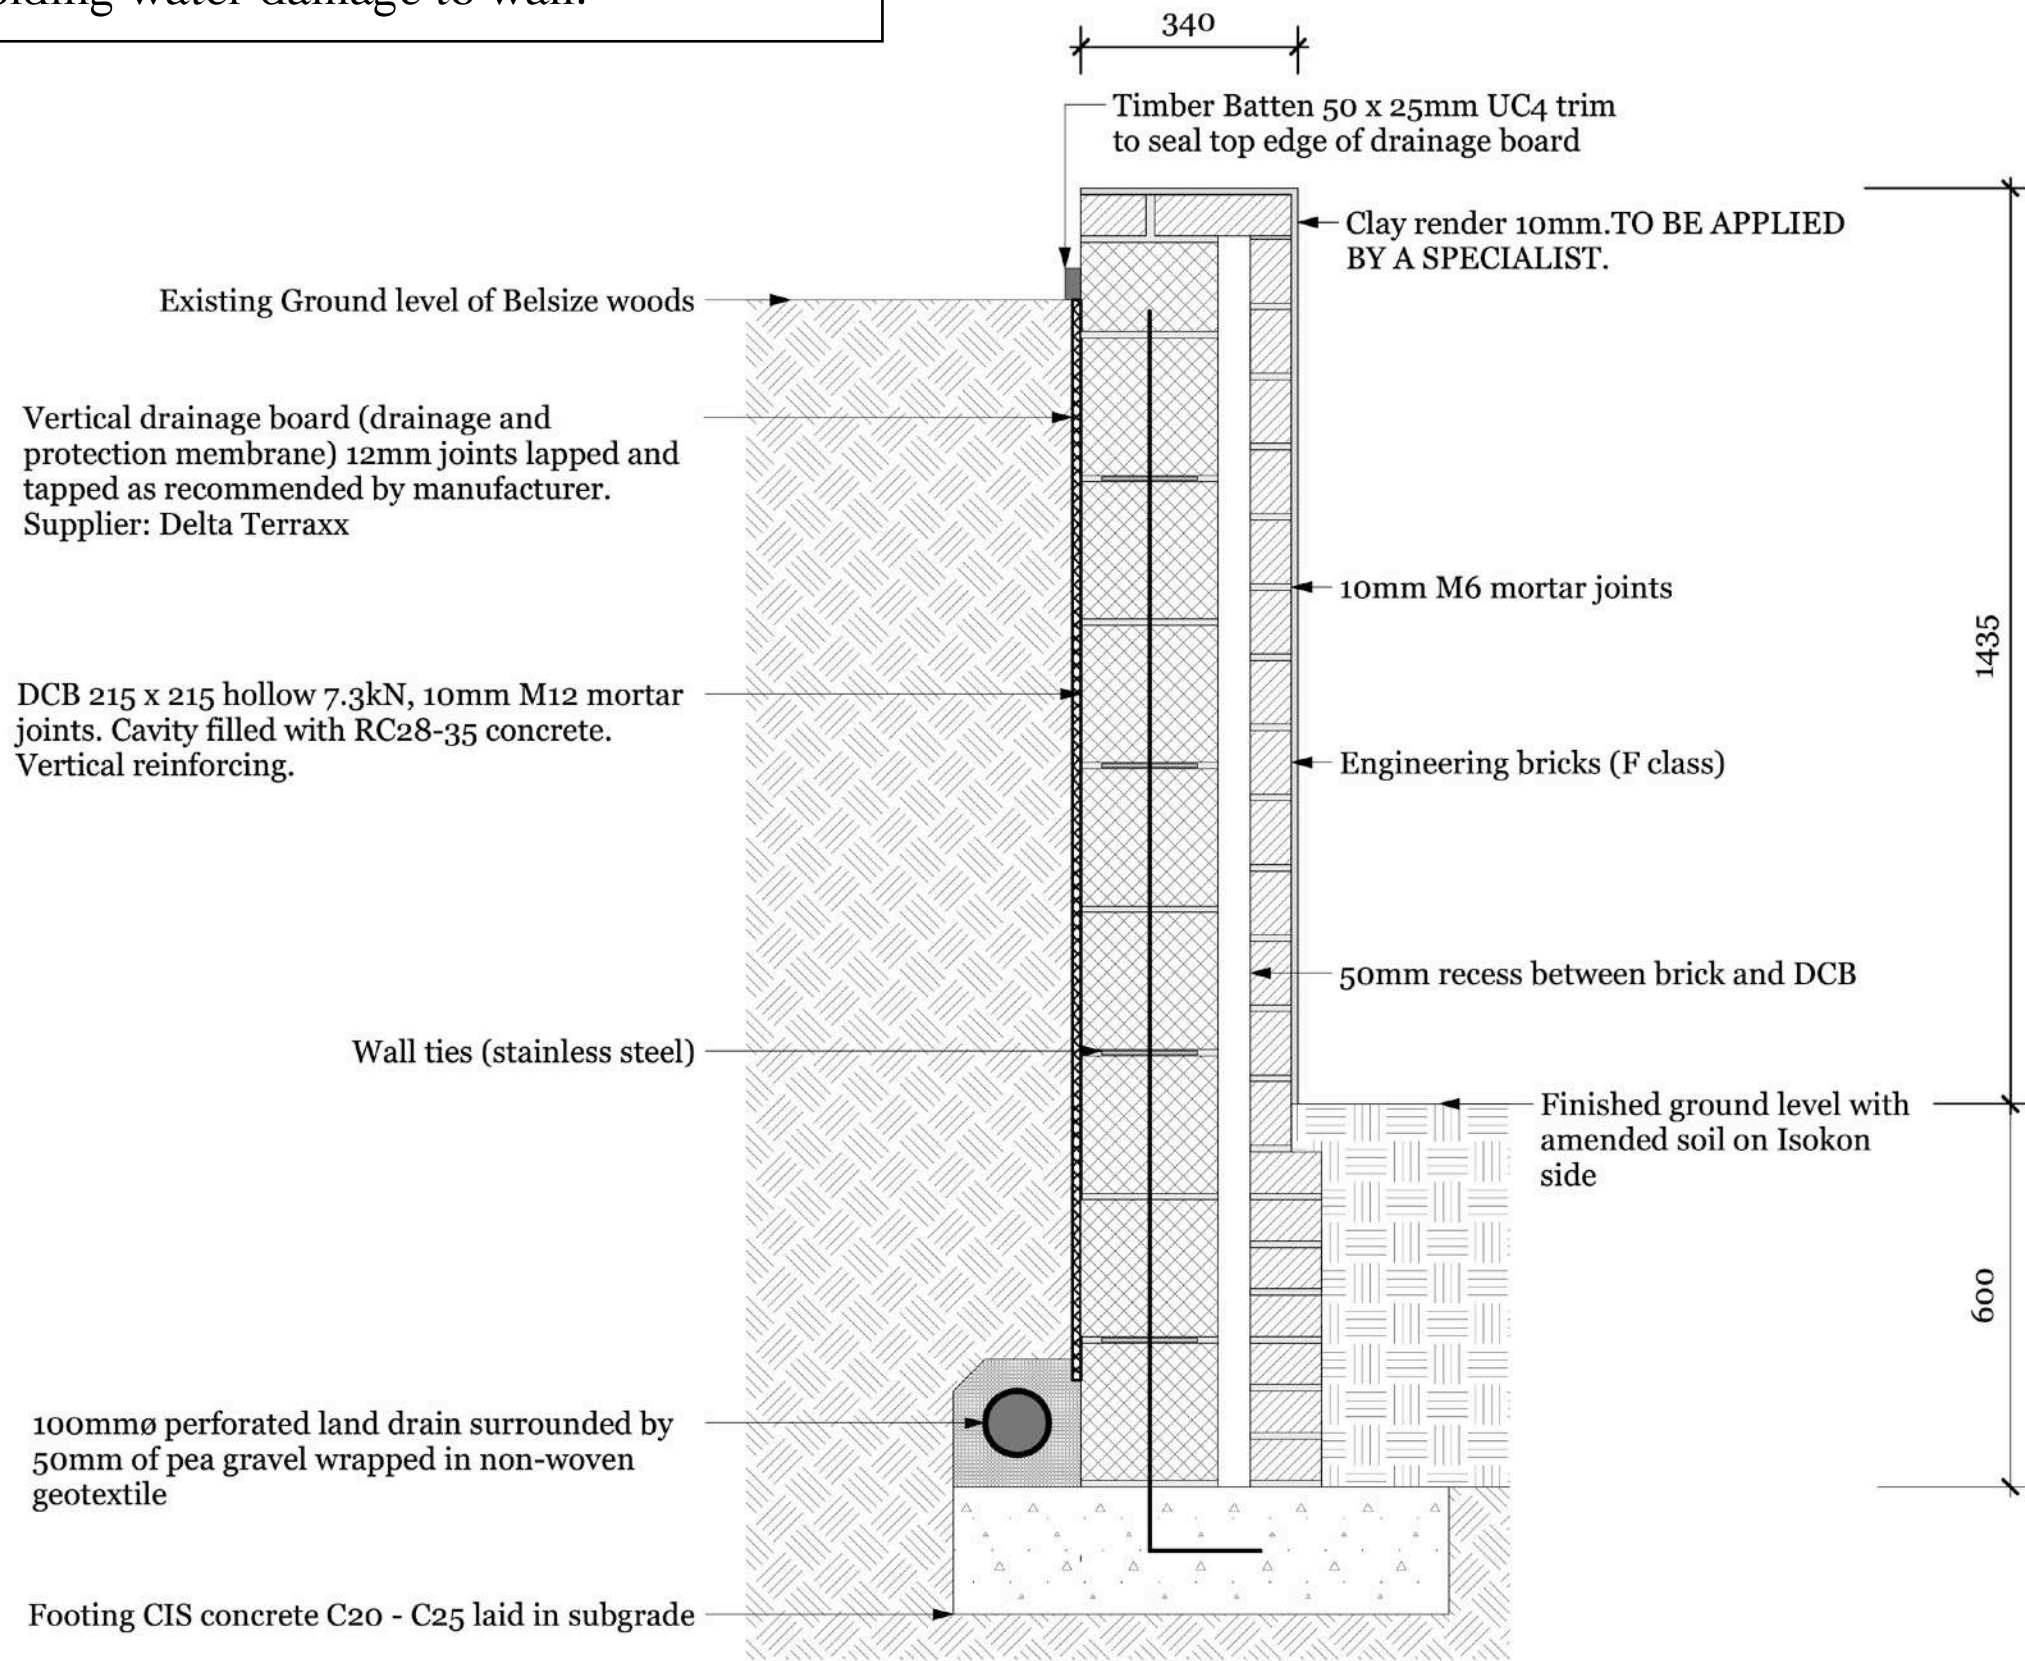 water damage to wall.
340
Timber Batten 50 x 25mm UC4 trim
to seal top edge of drainage board
Clay render 10mm.TO BE APPLIED
BY A SPECIALIST.
Existing Ground level of Belsize woods
Vertical drainage board (drainage and
protection membrane) 12mm joints lapped and
tapped as recommended by manufacturer.
Supplier: Delta Terraxx
10mm M6 mortar joints
1435
DCB 215 x 215 hollow 7.3kN, 10mm M12 mortar
joints. Cavity filled with RC28-35 concrete.
Vertical reinforcing.
Engineering bricks (F class)
50mm recess between brick and DCB
Wall ties (stainless steel)
Finished ground level with
amended soil on Isokon
side
600
100mmø perforated land drain surrounded by
50mm of pea gravel wrapped in non-woven
geotextile
Footing CIS concrete C20 - C25 laid in subgrade